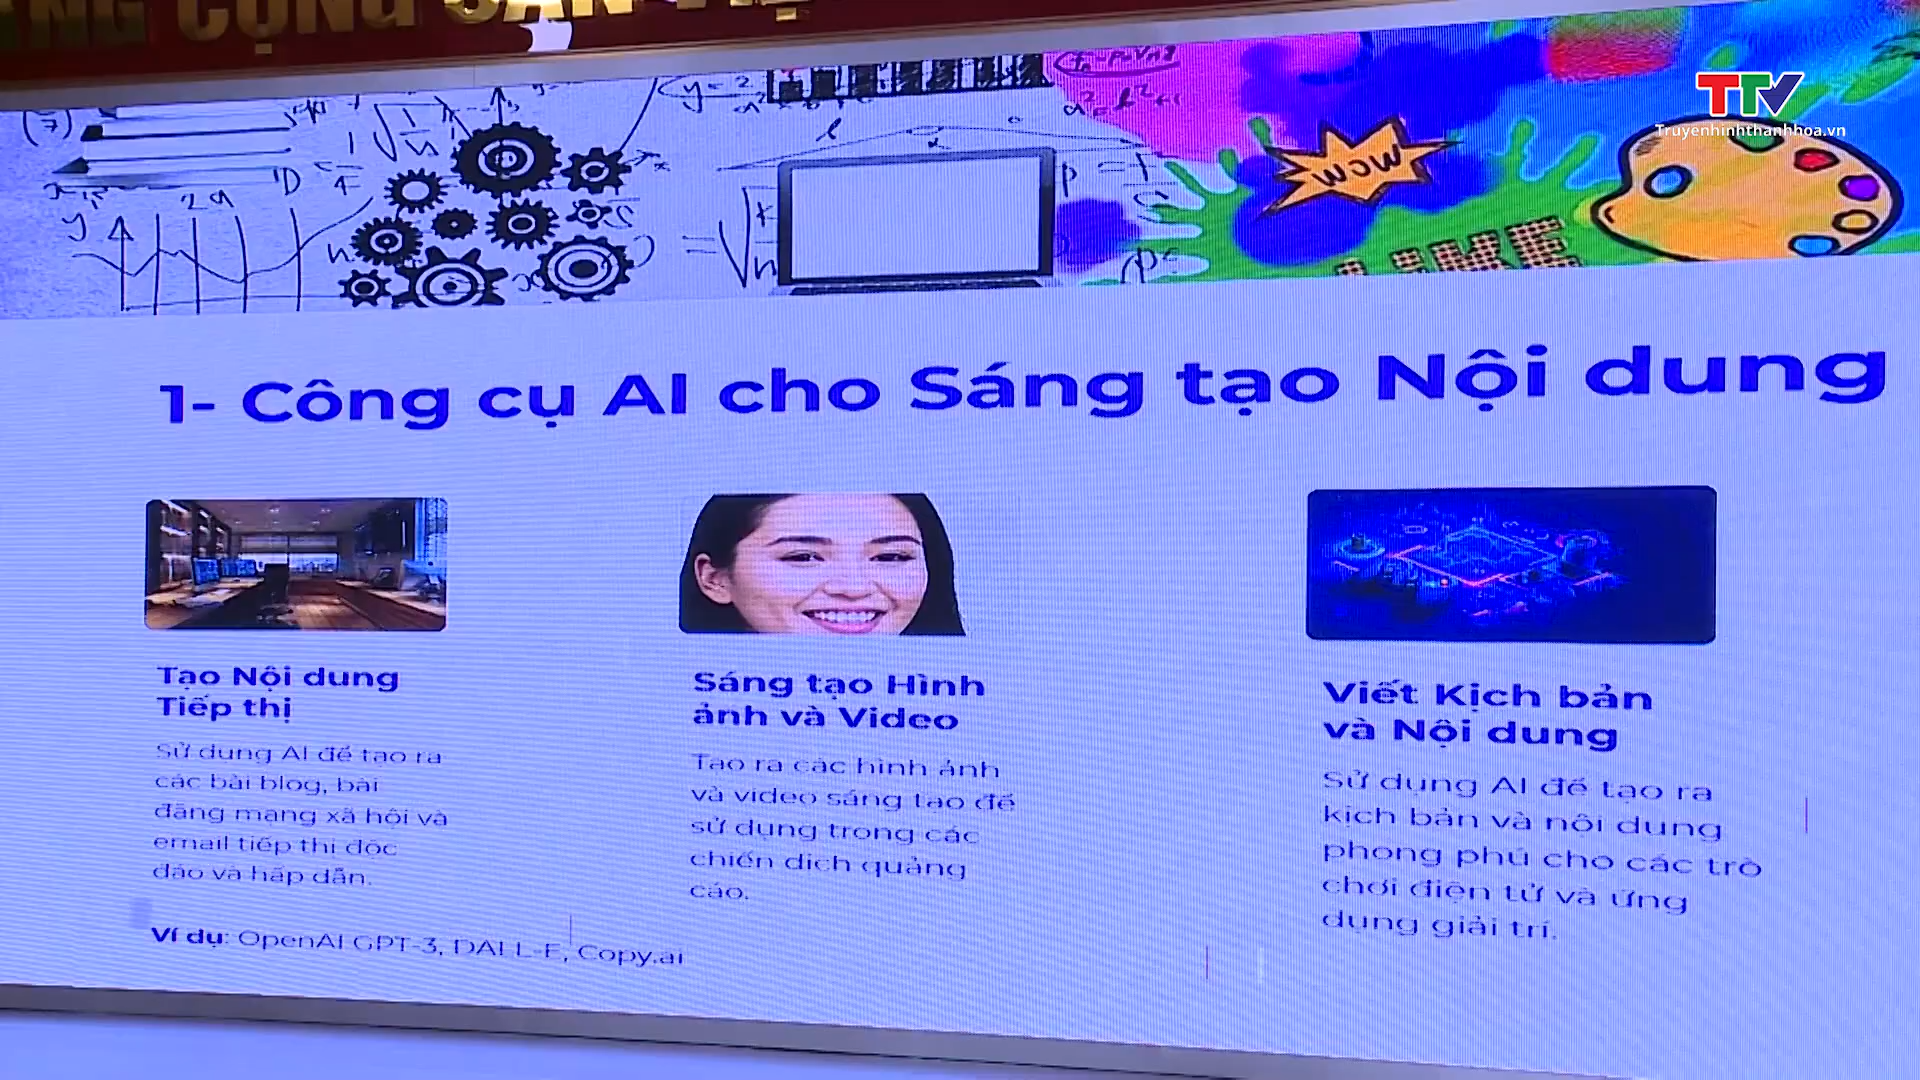 CỘNG SẢN VIỆ
TTV
Truyenhinhthanhhoa.vn
WOW
LIKE
1- Công cụ AI cho Sáng tạo Nội dung
Tạo Nội dung
Tiếp thị
Sử dụng AI để tạo ra
các bài blog, bài
đăng mạng xã hội và
email tiếp thị độc
đáo và hấp dẫn.
Sáng tạo Hình
ảnh và Video
Tạo ra các hình ảnh
và video sáng tạo để
sử dụng trong các
chiến dịch quảng
cáo.
Viết Kịch bản
và Nội dung
Sử dụng AI để tạo ra
kịch bản và nội dung
phong phú cho các trò
chơi điện tử và ứng
dụng giải trí.
Ví dụ: OpenAI GPT-3, DALL-E, Copy.ai